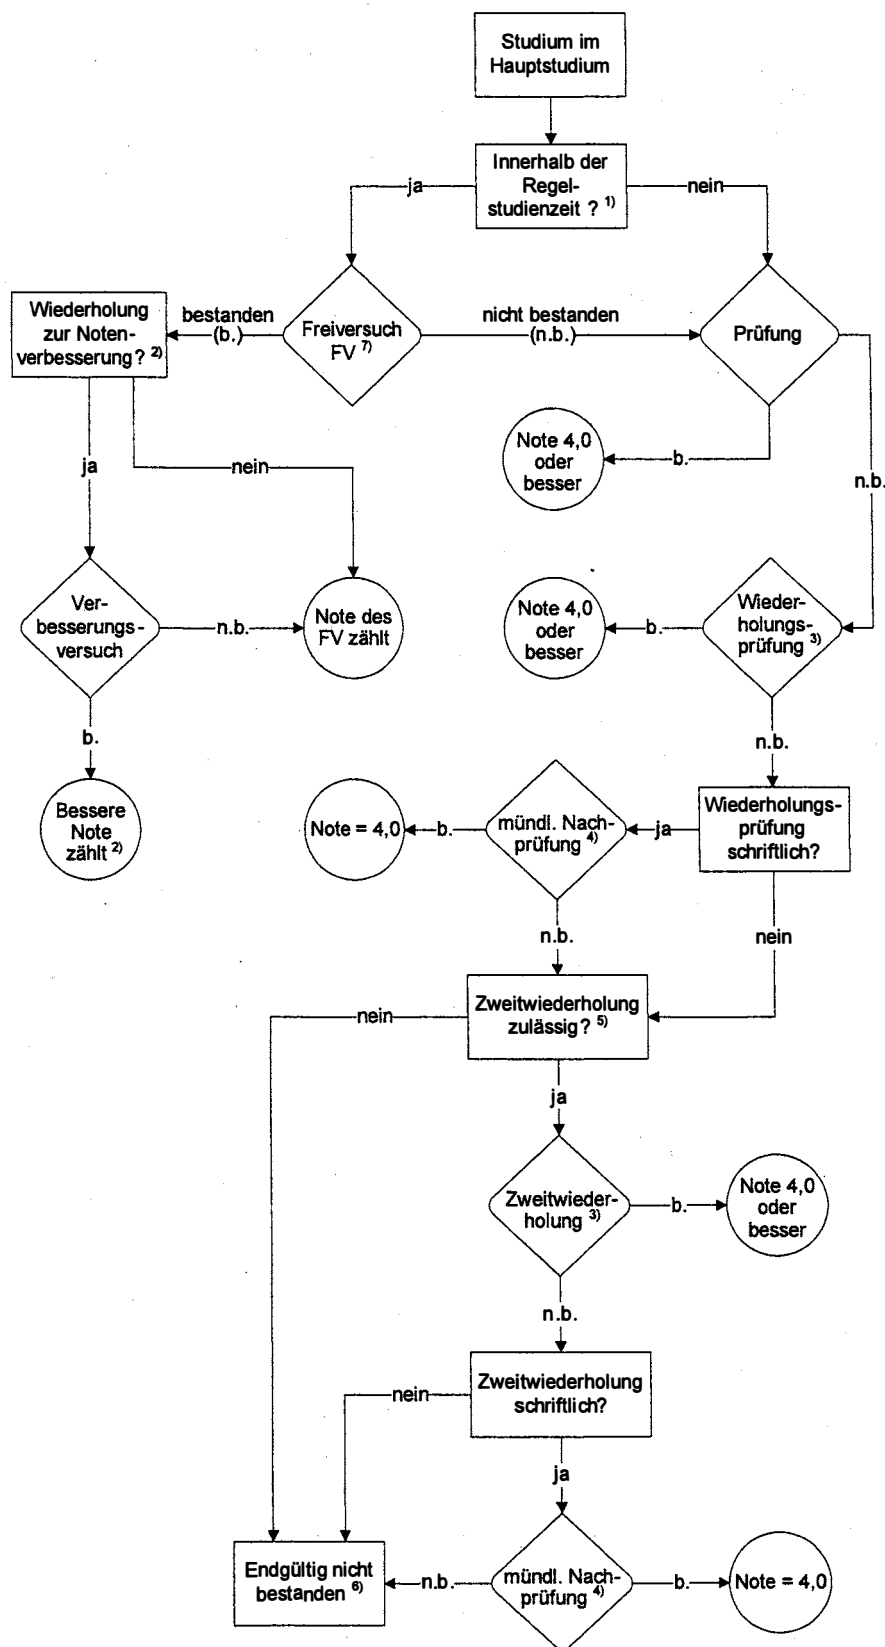 Studium im
Hauptstudium
Innerhalb der
Regel-
studienzeit ? 1)
ja
nein
Wiederholung
zur Noten-
verbesserung? 2)
bestanden
(b.)
Freiversuch
FV 7)
nicht bestanden
(n.b.)
Prüfung
Note 4,0
oder
besser
b.
n.b.
ja
nein
Ver-
besserungs-
versuch
n.b.
Note des
FV zählt
Note 4,0
oder
besser
b.
Wieder-
holungs-
prüfung 3)
b.
n.b.
Bessere
Note
zählt 2)
Note = 4,0
b.
mündl. Nach-
prüfung 4)
ja
Wiederholungs-
prüfung
schriftlich?
n.b.
nein
nein
Zweitwiederholung
zulässig? 5)
ja
Zweitwieder-
holung 3)
b.
Note 4,0
oder
besser
n.b.
nein
Zweitwiederholung
schriftlich?
ja
Endgültig nicht
bestanden 6)
n.b.
mündl. Nach-
prüfung 4)
b.
Note = 4,0